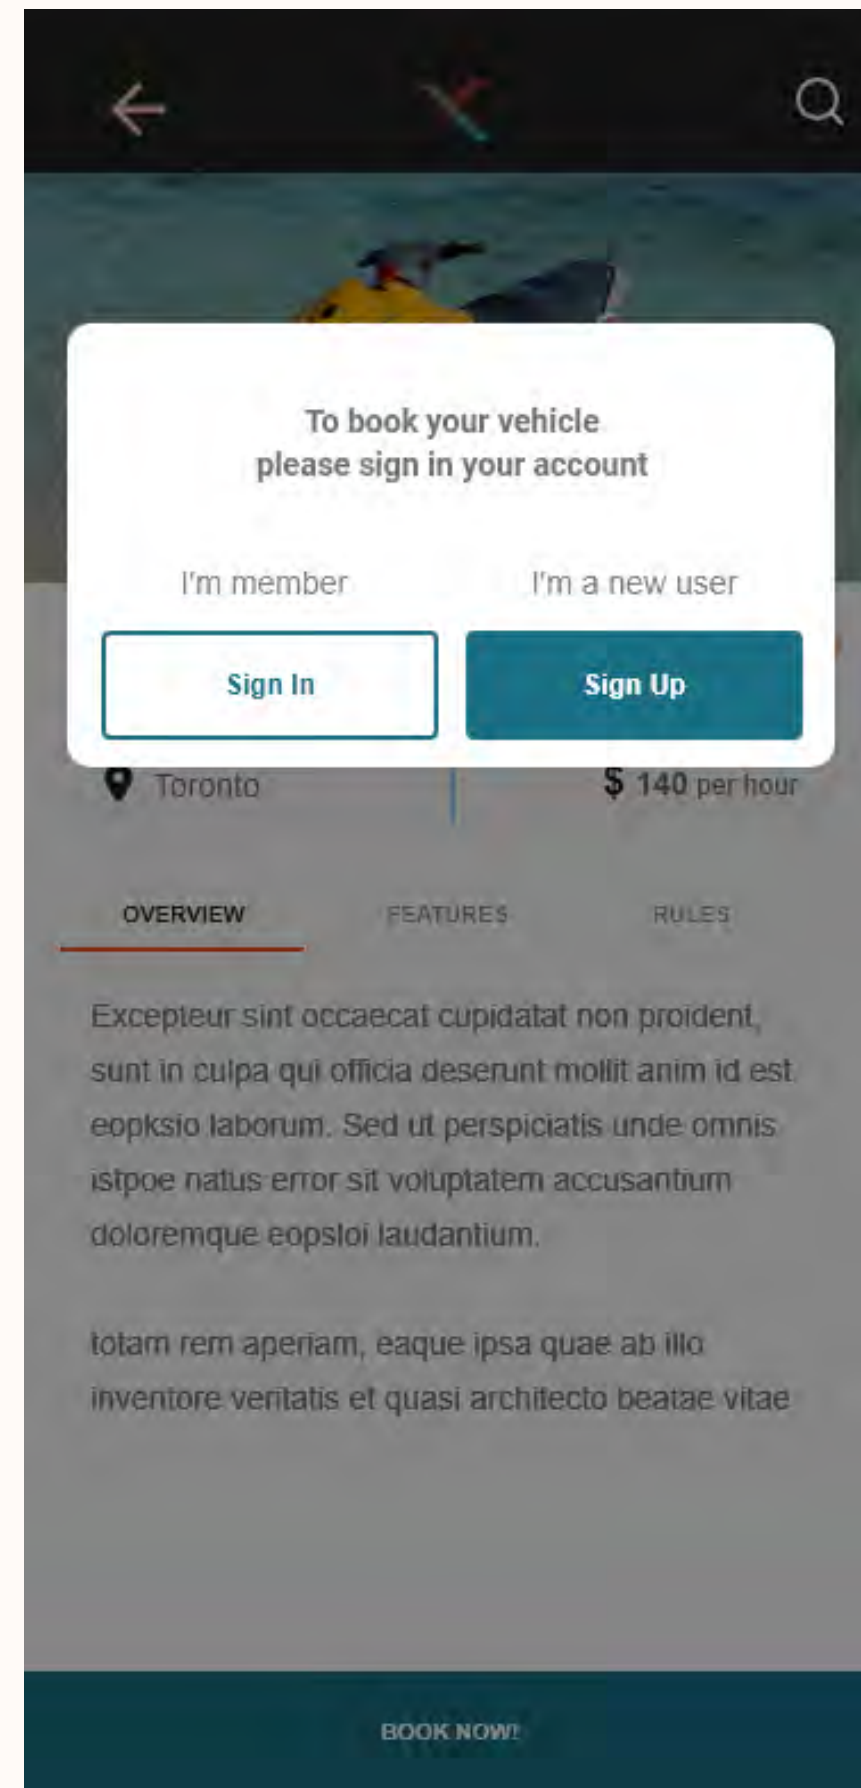 To book your vehicle
please sign in your account
I'm member
I'm a new user
Sign In
Sign Up
Toronto
$ 140 per hour
OVERVIEW
FEATURES
RULES
Excepteur sint occaecat cupidatat non proident,
sunt in culpa qui officia deserunt mollit anim id est
eopksio laborum. Sed ut perspiciatis unde omnis
istpoe natus error sit voluptatem accusantium
doloremque eopsloi laudantium.
totam rem aperiam, eaque ipsa quae ab illo
inventore veritatis et quasi architecto beatae vitae
BOOK NOW!